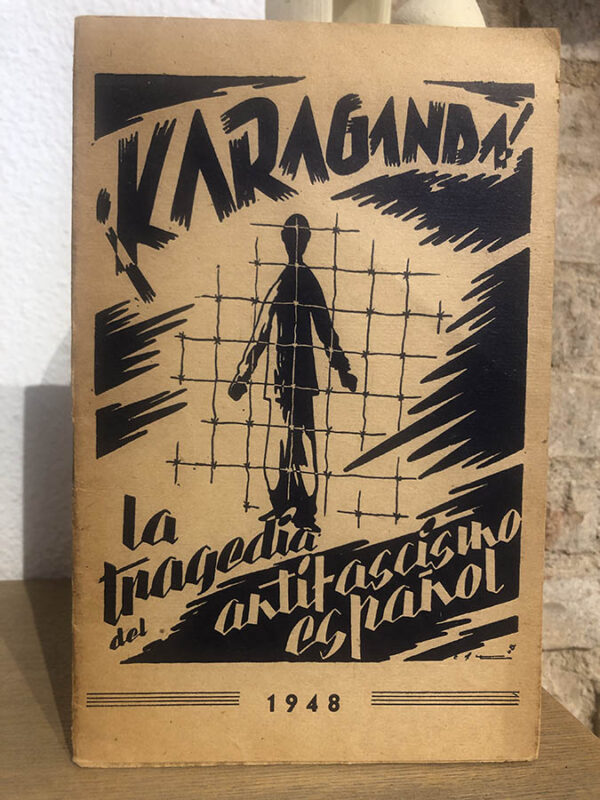 ¡KARAGANDA!
la
tragedia
del antifascismo
español
1948